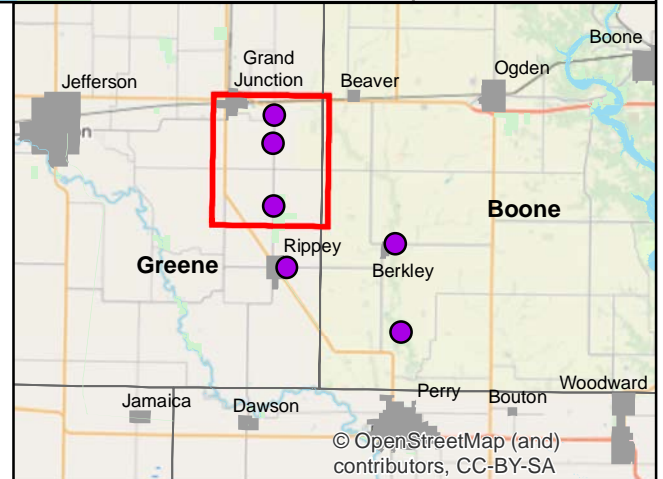 Boone
Grand
Junction
Ogden
Jefferson
Beaver
Boone
Rippey
Greene
Berkley
Perry
Woodward
Jamaica
Dawson
Bouton
© OpenStreetMap (and)
contributors, CC-BY-SA